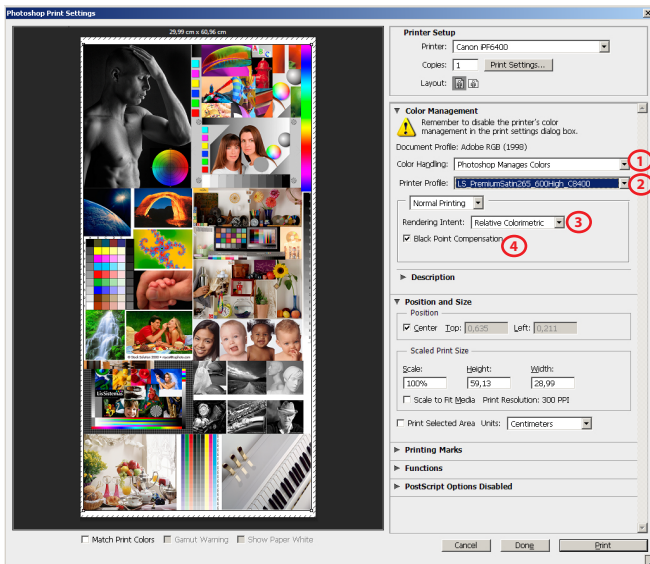 Photoshop Print Settings
29,99 cm x 60,96 cm
LisSistemas
Printer Setup
Printer: Canon iPF6400
Copies: 1 Print Settings...
Layout:
Color Management
Remember to disable the printer's color
management in the print settings dialog box.
Document Profile: Adobe RGB (1998)
Color Handling: Photoshop Manages Colors 1
Printer Profile: LS_PremiumSatin265_600High_C8400 2
Normal Printing
Rendering Intent: Relative Colorimetric 3
Black Point Compensation 4
Description
Position and Size
Position
Center Top: 0,635 Left: 0,211
Scaled Print Size
Scale: Height: Width:
100% 59,13 28,99
Scale to Fit Media Print Resolution: 300 PPI
Print Selected Area Units: Centimeters
Printing Marks
Functions
PostScript Options Disabled
Match Print Colors Gamut Warning Show Paper White
Cancel Done Print